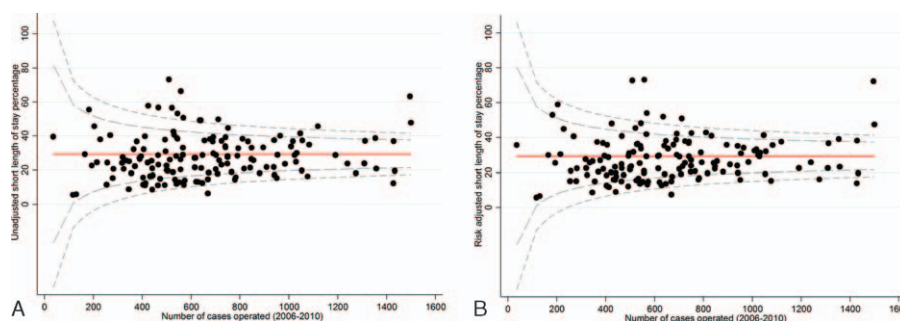 Unadjusted short length of stay percentage
100
80
60
40
20
0
0 200 400 600 800 1000 1200 1400 1600
Number of cases operated (2006-2010)
A
Risk adjusted short length of stay percentage
100
80
60
40
20
0
0 200 400 600 800 1000 1200 1400 1600
Number of cases operated (2006-2010)
B